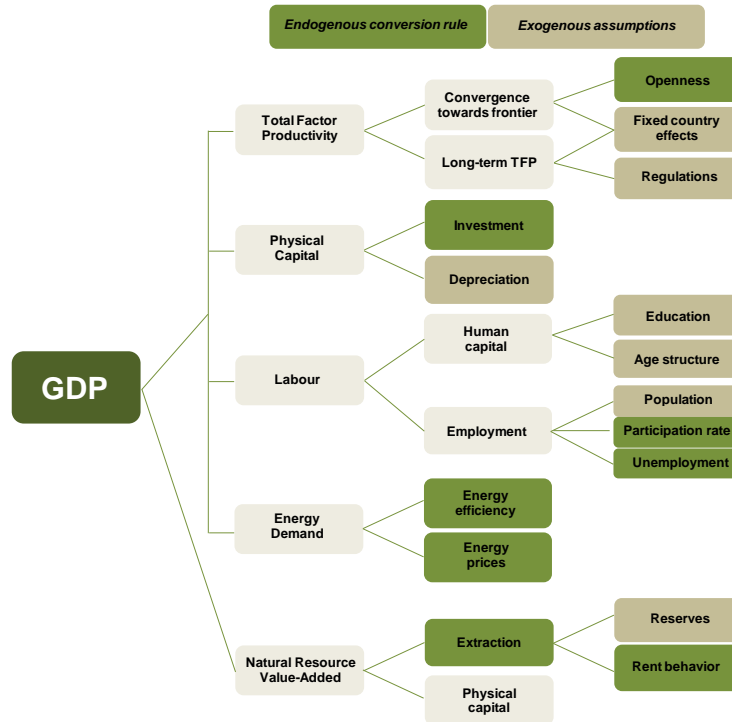 Endogenous conversion rule
Exogenous assumptions
Openness
Convergence
towards frontier
Total Factor
Productivity
Fixed country
effects
Long-term TFP
Regulations
Investment
Physical
Capital
Depreciation
Education
Human
capital
Age structure
GDP
Labour
Population
Employment
Participation rate
Unemployment
Energy
efficiency
Energy
Demand
Energy
prices
Reserves
Extraction
Natural Resource
Value-Added
Rent behavior
Physical
capital